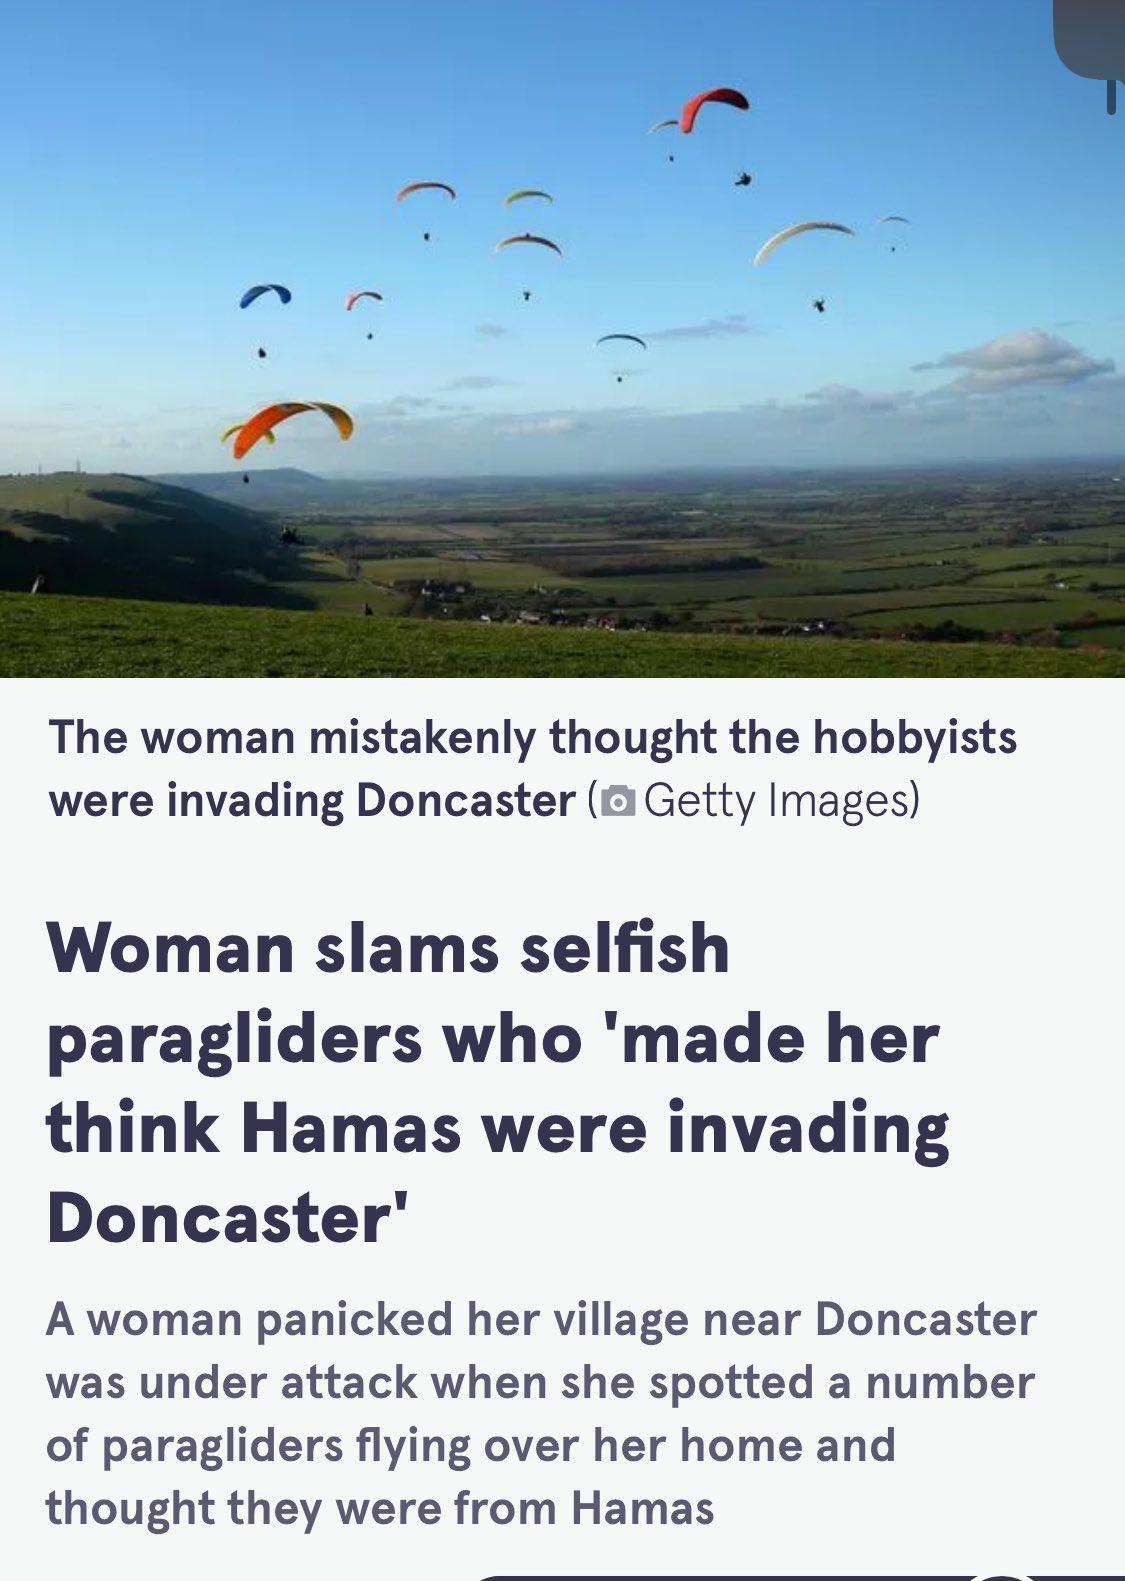 The woman mistakenly thought the hobbyists
were invading Doncaster (Getty Images)
Woman slams selfish
paragliders who 'made her
think Hamas were invading
Doncaster'
A woman panicked her village near Doncaster
was under attack when she spotted a number
of paragliders flying over her home and
thought they were from Hamas